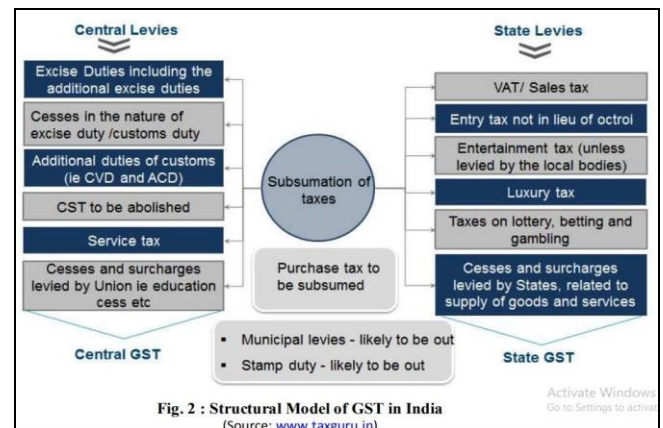 Central Levies
Excise Duties including the
additional excise duties
Cesses in the nature of
excise duty /customs duty
Additional duties of customs
(ie CVD and ACD)
CST to be abolished
Service tax
Cesses and surcharges
levied by Union ie education
cess etc
Central GST
Subsumation of
taxes
Purchase tax to
be subsumed
▪ Municipal levies - likely to be out
▪ Stamp duty - likely to be out
State Levies
VAT/ Sales tax
Entry tax not in lieu of octroi
Entertainment tax (unless
levied by the local bodies)
Luxury tax
Taxes on lottery, betting and
gambling
Cesses and surcharges
levied by States, related to
supply of goods and services
State GST
Activate Windows
Go to Settings to activat
Fig. 2 : Structural Model of GST in India
(Source: www.taxguru.in)